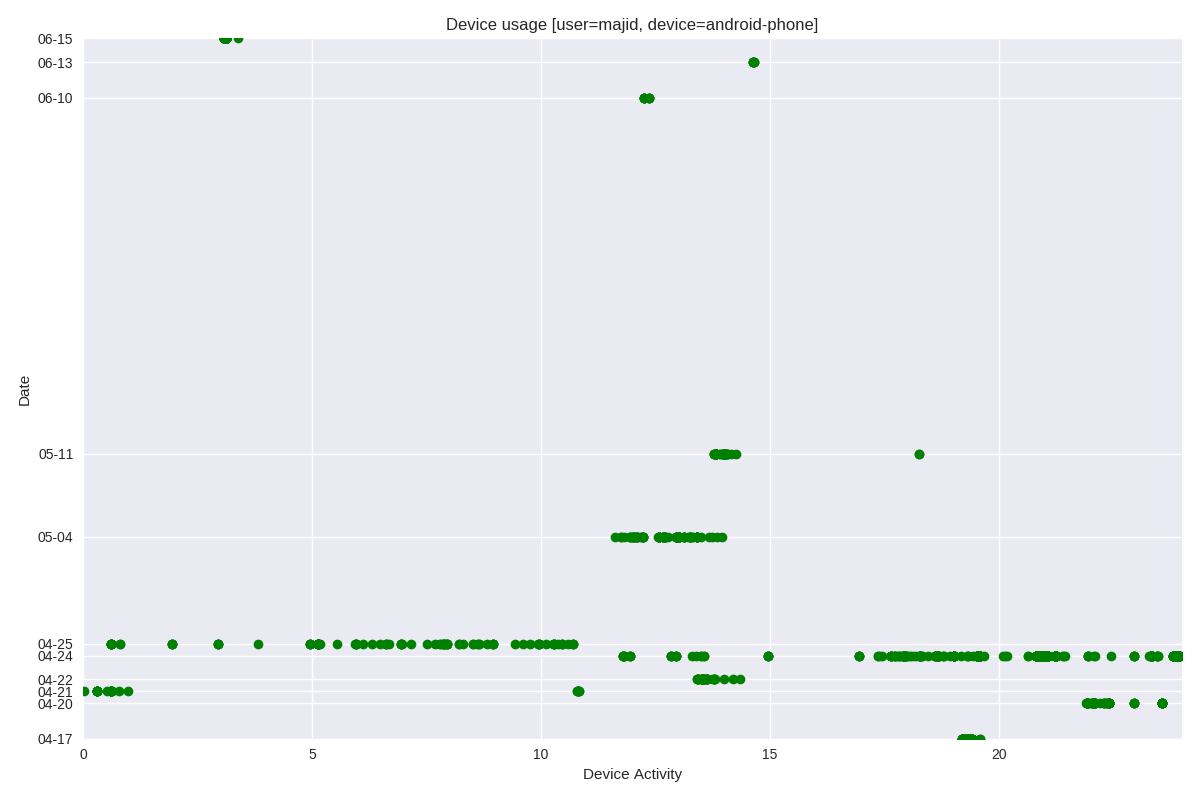 Device usage [user=majid, device=android-phone]
06-15
06-13
06-10
05-11
05-04
04-25
04-24
04-22
04-21
04-20
04-17
Date
0 5 10 15 20
Device Activity